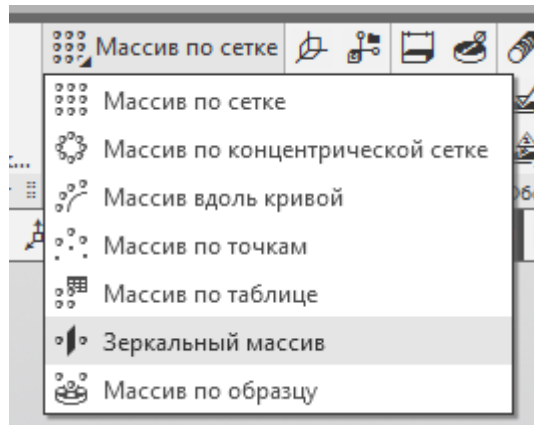 Массив по сетке
Массив по сетке
Массив по концентрической сетке
Массив вдоль кривой
Массив по точкам
Массив по таблице
Зеркальный массив
Массив по образцу